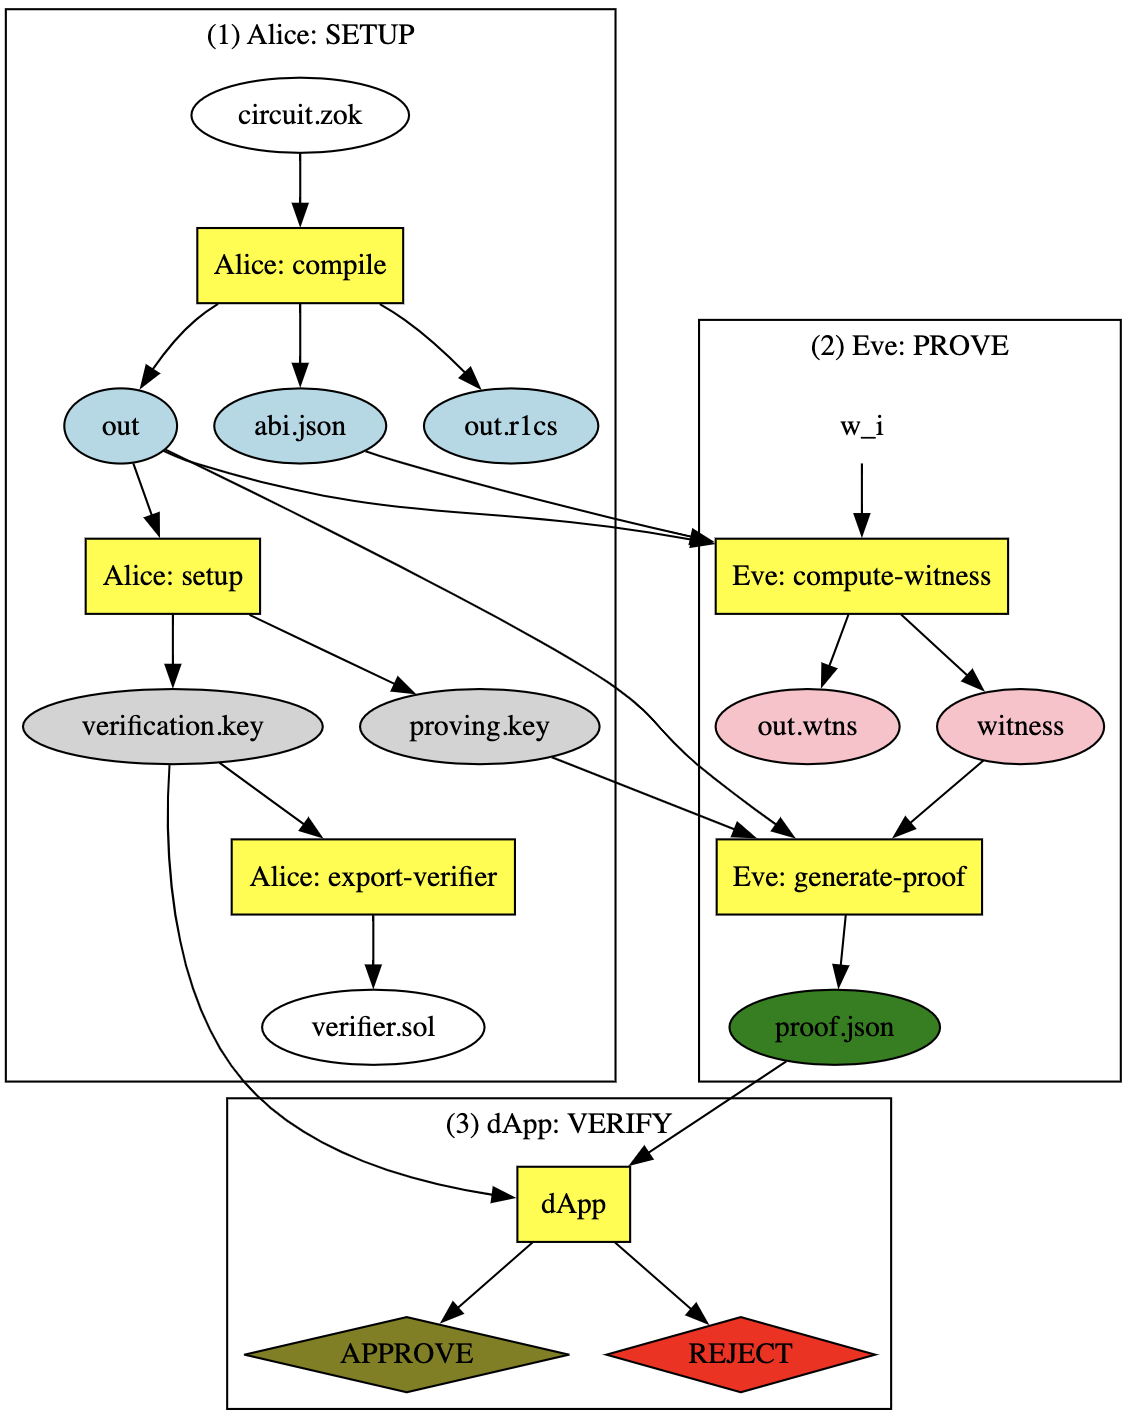 (1) Alice: SETUP
circuit.zok
Alice: compile
out
abi.json
out.r1cs
Alice: setup
verification.key
proving.key
Alice: export-verifier
verifier.sol
(2) Eve: PROVE
w_i
Eve: compute-witness
out.wtns
witness
Eve: generate-proof
proof.json
(3) dApp: VERIFY
dApp
APPROVE
REJECT